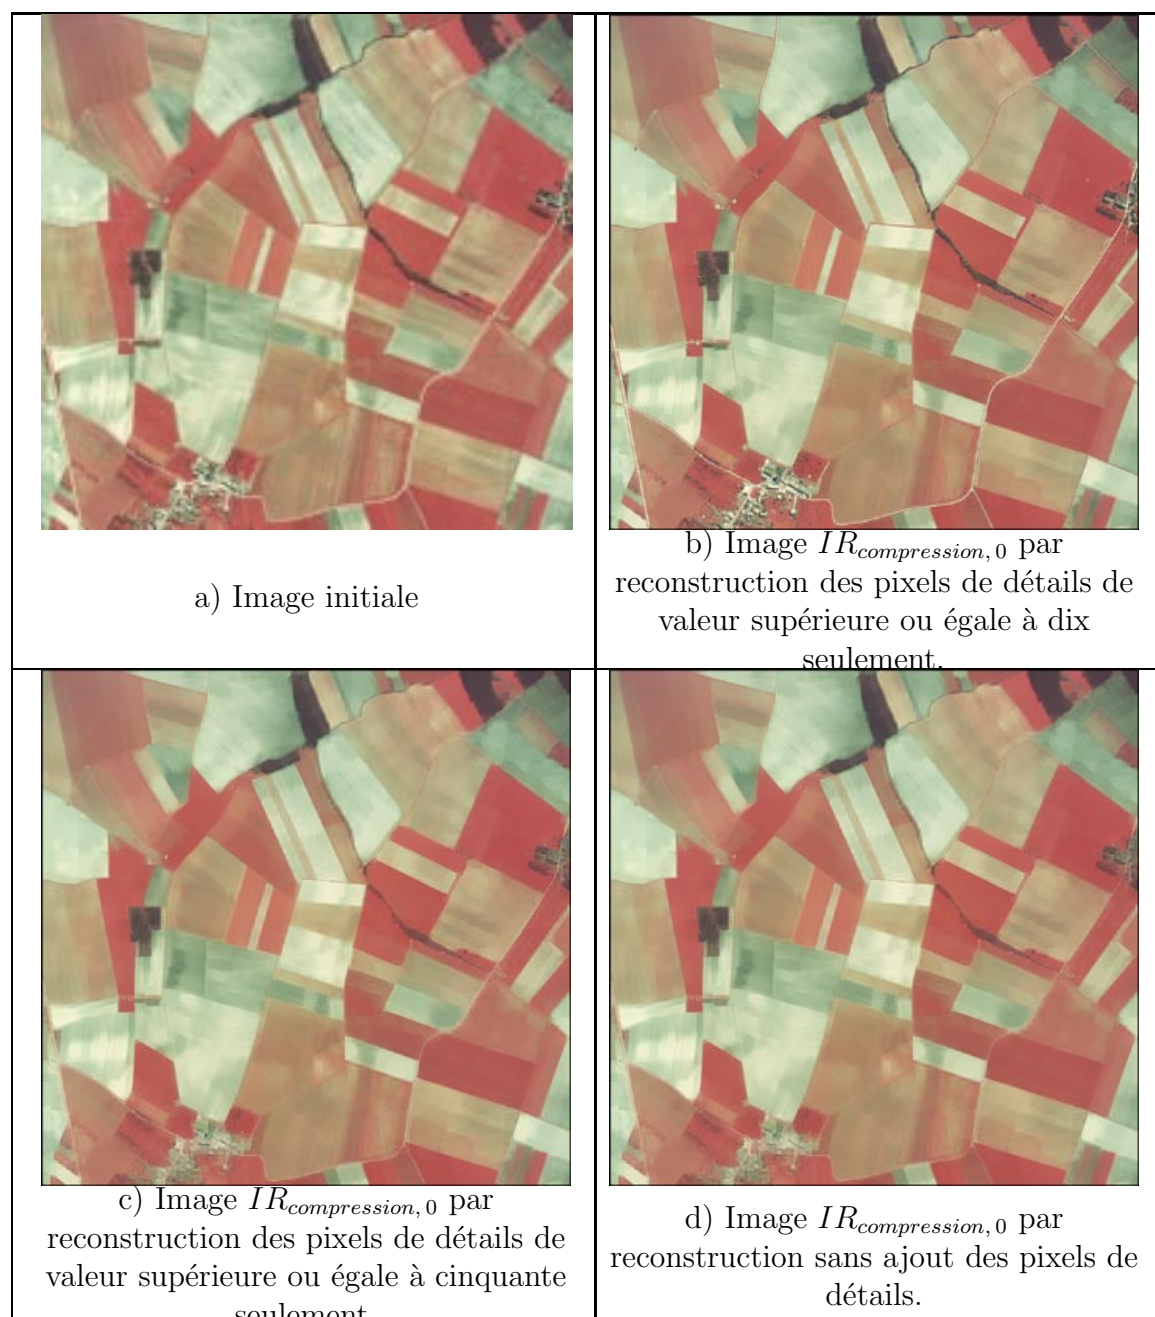 a) Image initiale
b) Image IR_{compression, 0} par
reconstruction des pixels de détails de
valeur supérieure ou égale à dix
seulement.
c) Image IR_{compression, 0} par
reconstruction des pixels de détails de
valeur supérieure ou égale à cinquante
seulement
d) Image IR_{compression, 0} par
reconstruction sans ajout des pixels de
détails.